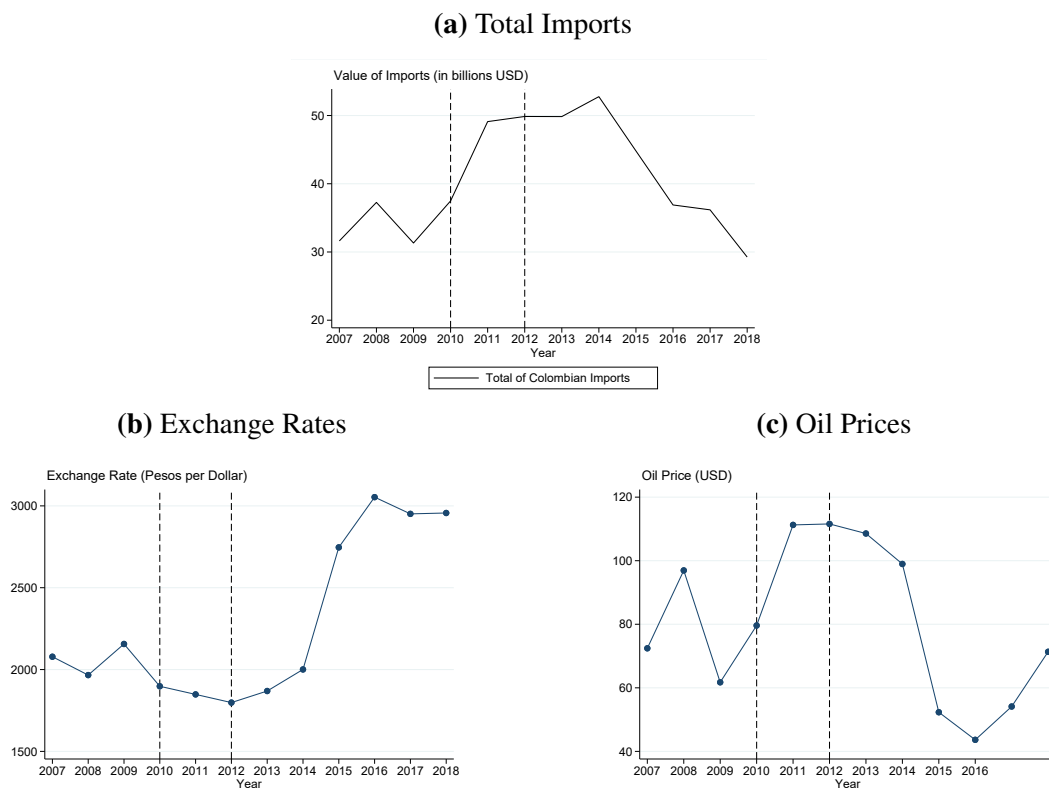 (a) Total Imports
Value of Imports (in billions USD)
50
40
30
20
2007 2008 2009 2010 2011 2012 2013 2014 2015 2016 2017 2018
Year
Total of Colombian Imports
(b) Exchange Rates
Exchange Rate (Pesos per Dollar)
3000
2500
2000
1500
2007 2008 2009 2010 2011 2012 2013 2014 2015 2016 2017 2018
Year
(c) Oil Prices
Oil Price (USD)
120
100
80
60
40
2007 2008 2009 2010 2011 2012 2013 2014 2015 2016
Year